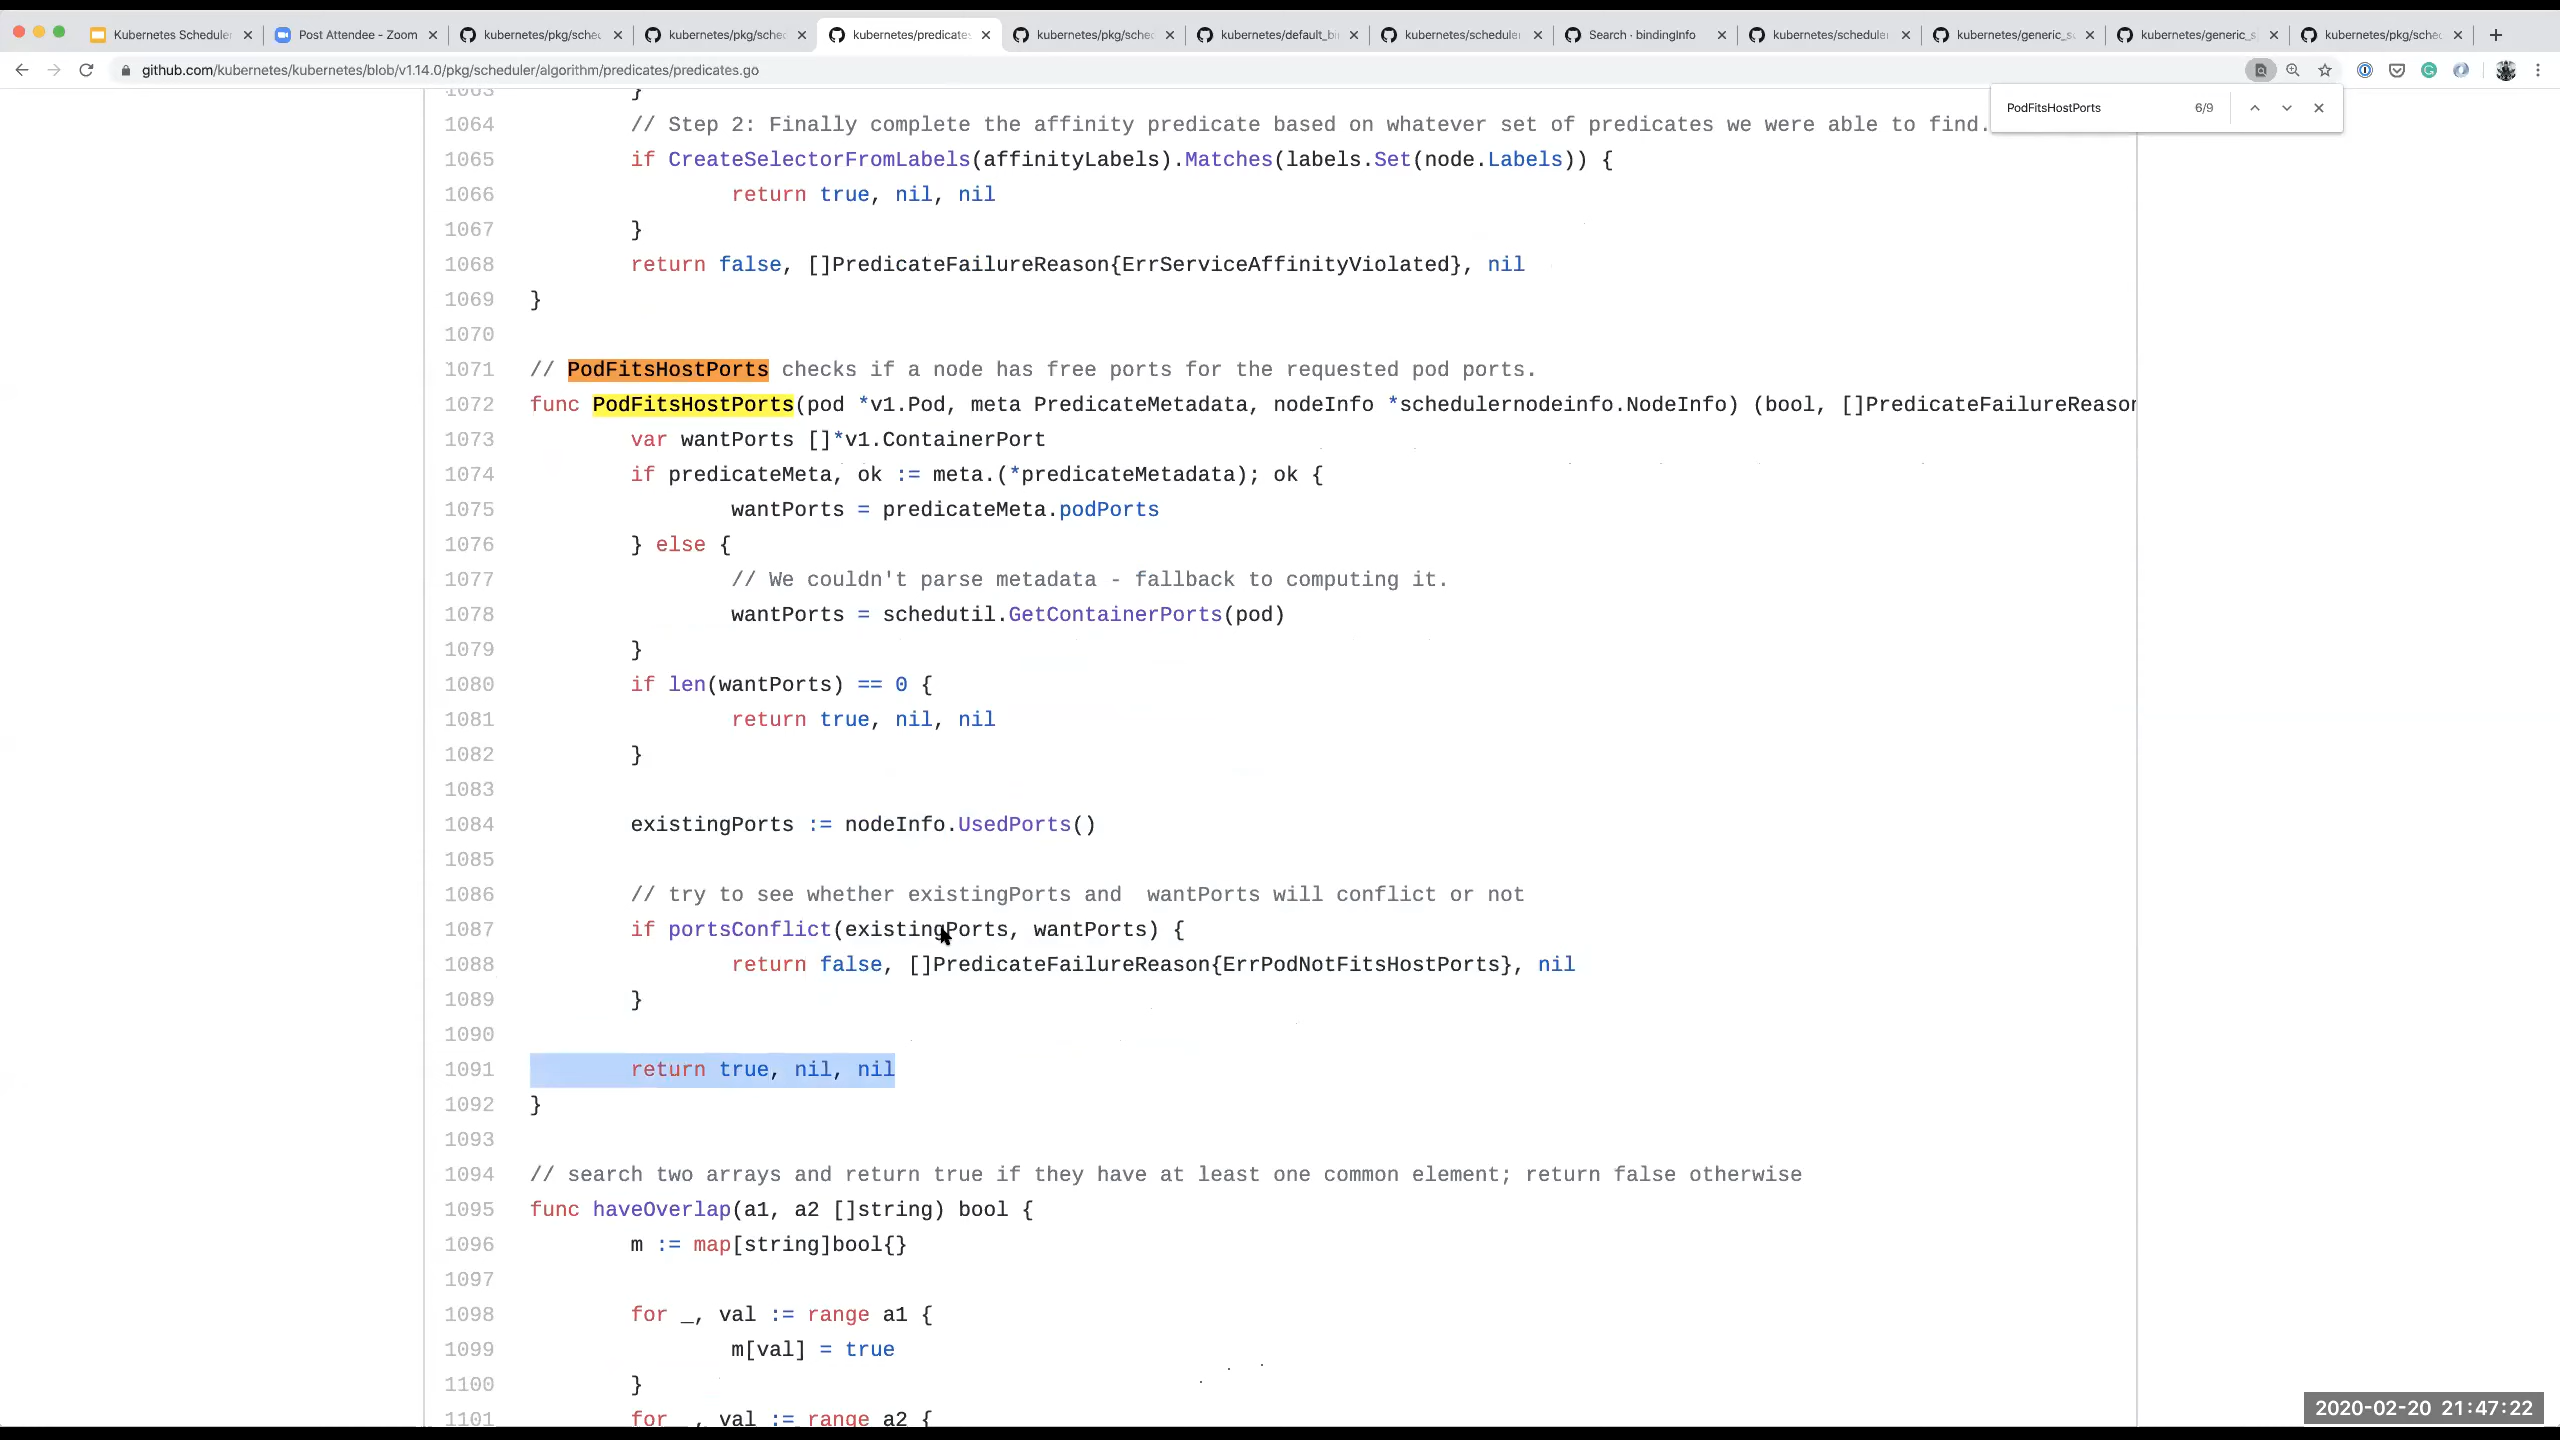 Kubernetes Scheduler
Post Attendee - Zoom
kubernetes/pkg/sche
kubernetes/pkg/sche
kubernetes/predicates
kubernetes/pkg/sche
kubernetes/default_bi
kubernetes/scheduler
Search · bindingInfo
kubernetes/scheduler
kubernetes/generic_s
kubernetes/generic_s
kubernetes/pkg/sche
github.com/kubernetes/kubernetes/blob/v1.14.0/pkg/scheduler/algorithm/predicates/predicates.go
PodFitsHostPorts 6/9
1063 }
1064 // Step 2: Finally complete the affinity predicate based on whatever set of predicates we were able to find.
1065 if CreateSelectorFromLabels(affinityLabels).Matches(labels.Set(node.Labels)) {
1066 return true, nil, nil
1067 }
1068 return false, []PredicateFailureReason{ErrServiceAffinityViolated}, nil
1069 }
1070
1071 // PodFitsHostPorts checks if a node has free ports for the requested pod ports.
1072 func PodFitsHostPorts(pod *v1.Pod, meta PredicateMetadata, nodeInfo *schedulernodeinfo.NodeInfo) (bool, []PredicateFailureReason
1073 var wantPorts []*v1.ContainerPort
1074 if predicateMeta, ok := meta.(*predicateMetadata); ok {
1075 wantPorts = predicateMeta.podPorts
1076 } else {
1077 // We couldn't parse metadata - fallback to computing it.
1078 wantPorts = schedutil.GetContainerPorts(pod)
1079 }
1080 if len(wantPorts) == 0 {
1081 return true, nil, nil
1082 }
1083
1084 existingPorts := nodeInfo.UsedPorts()
1085
1086 // try to see whether existingPorts and  wantPorts will conflict or not
1087 if portsConflict(existingPorts, wantPorts) {
1088 return false, []PredicateFailureReason{ErrPodNotFitsHostPorts}, nil
1089 }
1090
1091 return true, nil, nil
1092 }
1093
1094 // search two arrays and return true if they have at least one common element; return false otherwise
1095 func haveOverlap(a1, a2 []string) bool {
1096 m := map[string]bool{}
1097
1098 for _, val := range a1 {
1099 m[val] = true
1100 }
1101 for _, val := range a2 {
2020-02-20 21:47:22